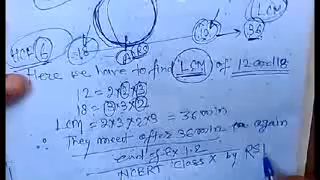 LCM
HCF 6 18 12 36
Here we have to find LCM of 12 and 18
12 = 2×2×3
18 = 2×3×3
LCM = 2×3×2×3 = 36 min
∴ They meet after 36 min again
end of Ex 1.2
NCERT Class X by RS